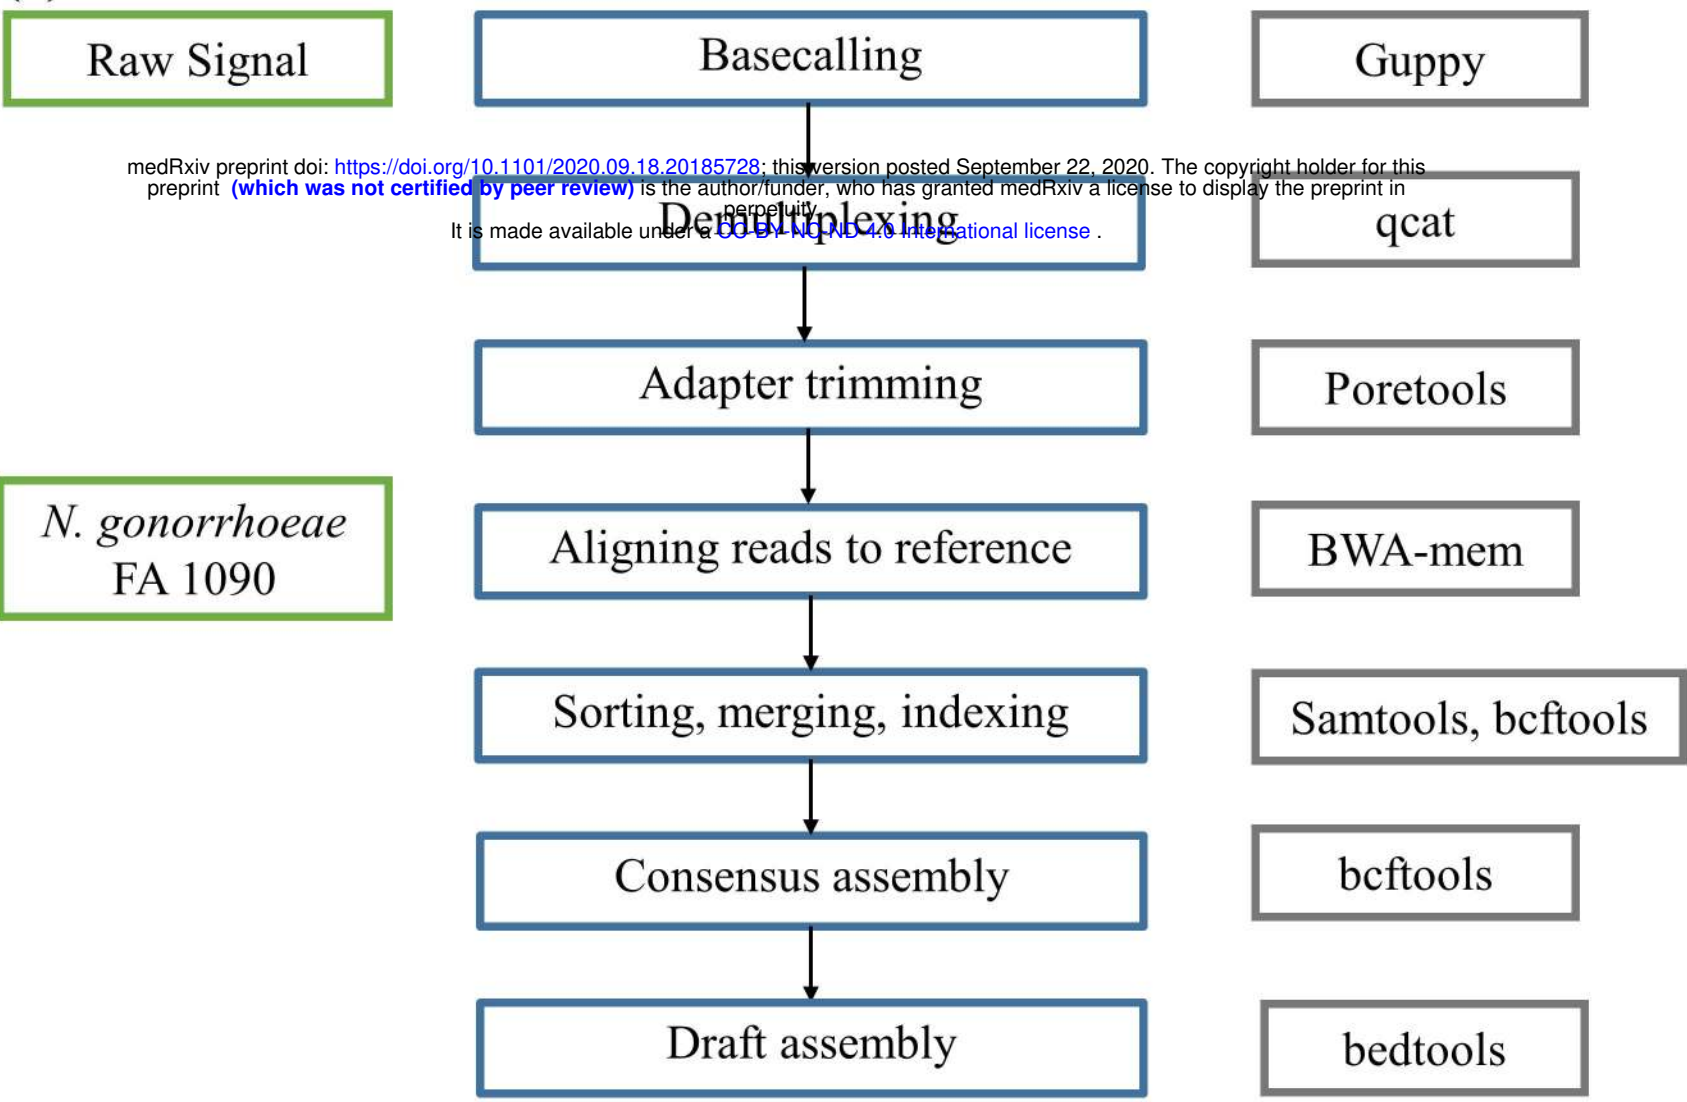 Raw Signal
Basecalling
Guppy
medRxiv preprint doi: https://doi.org/10.1101/2020.09.18.20185728; this version posted September 22, 2020. The copyright holder for this
preprint (which was not certified by peer review) is the author/funder, who has granted medRxiv a license to display the preprint in
perpetuity.
It is made available under a CC-BY-NC-ND 4.0 International license .
Demultiplexing
qcat
Adapter trimming
Poretools
N. gonorrhoeae
FA 1090
Aligning reads to reference
BWA-mem
Sorting, merging, indexing
Samtools, bcftools
Consensus assembly
bcftools
Draft assembly
bedtools